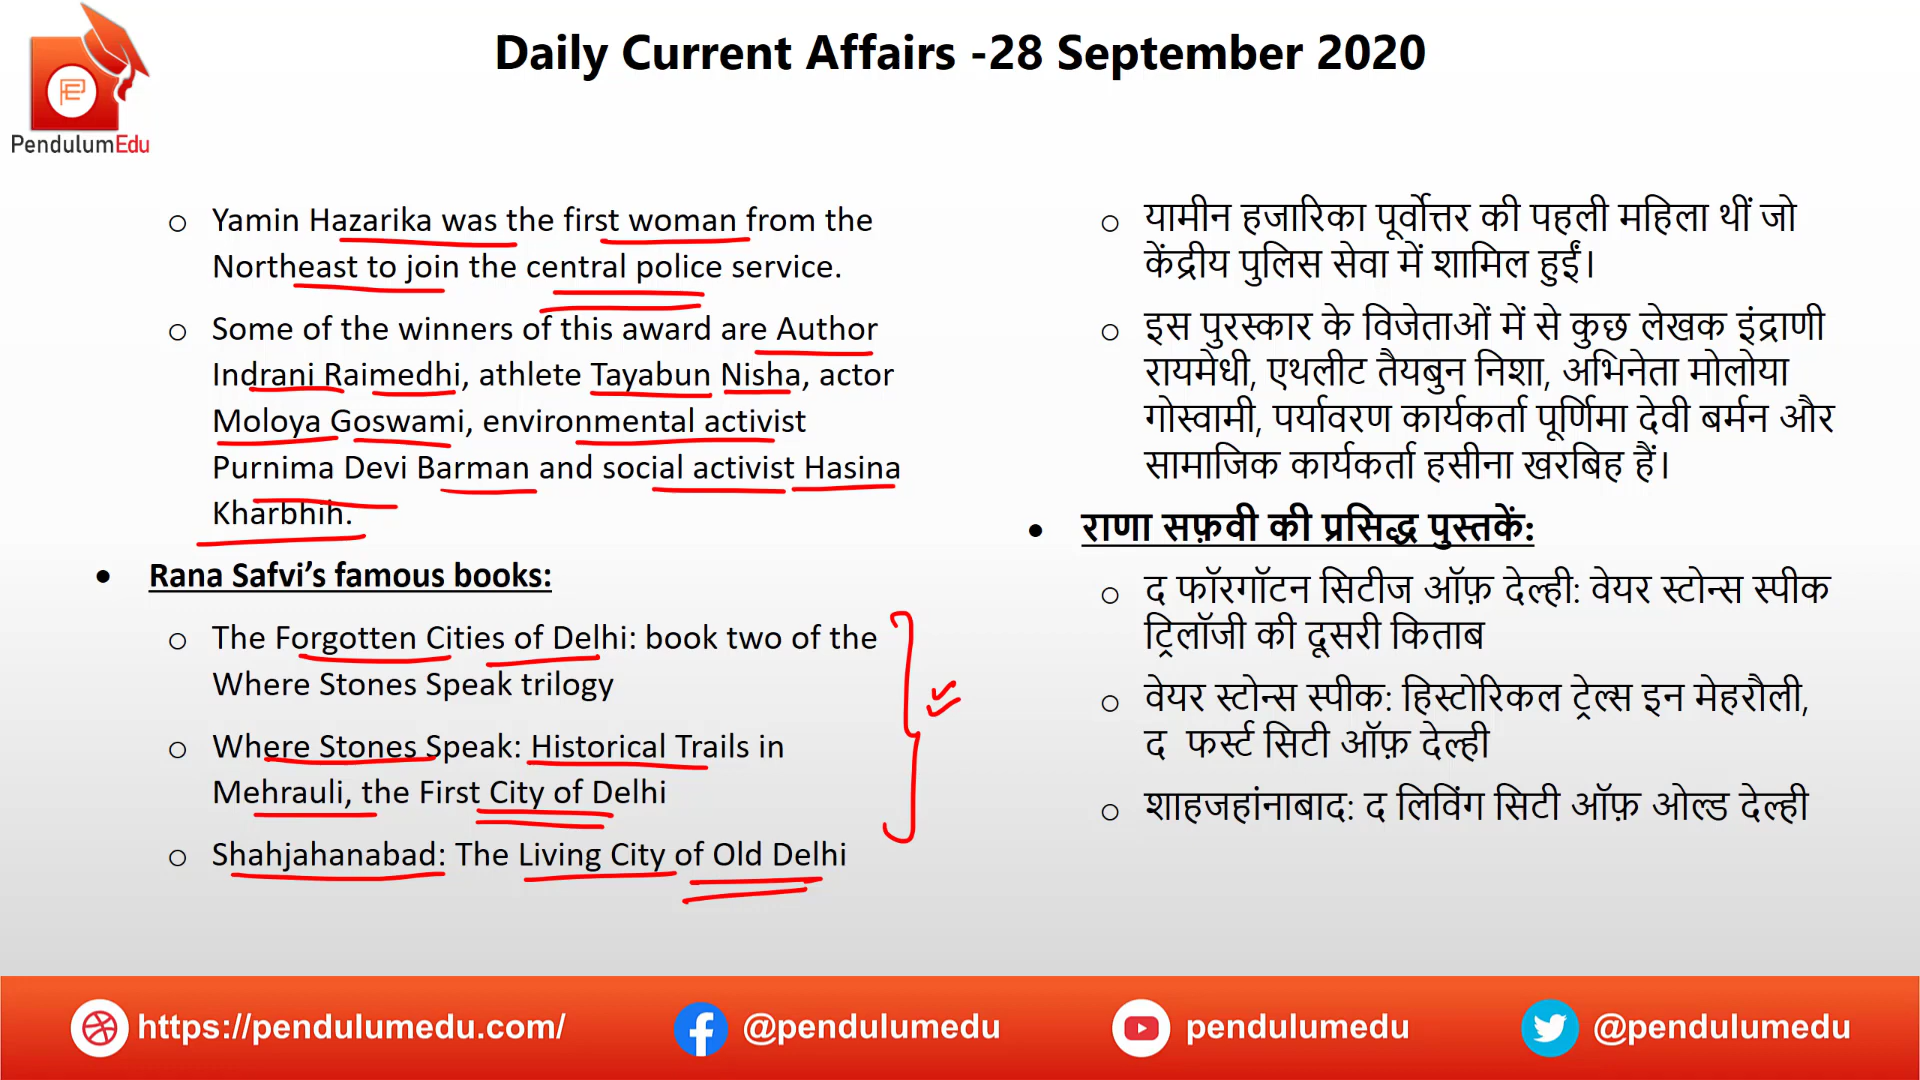 Daily Current Affairs -28 September 2020
PendulumEdu
○ Yamin Hazarika was the first woman from the
Northeast to join the central police service.
○ Some of the winners of this award are Author
Indrani Raimedhi, athlete Tayabun Nisha, actor
Moloya Goswami, environmental activist
Purnima Devi Barman and social activist Hasina
Kharbhih.
• Rana Safvi’s famous books:
○ The Forgotten Cities of Delhi: book two of the
Where Stones Speak trilogy
○ Where Stones Speak: Historical Trails in
Mehrauli, the First City of Delhi
○ Shahjahanabad: The Living City of Old Delhi
○ यामीन हजारिका पूर्वोत्तर की पहली महिला थीं जो
केंद्रीय पुलिस सेवा में शामिल हुईं।
○ इस पुरस्कार के विजेताओं में से कुछ लेखक इंद्राणी
रायमेधी, एथलीट तैयबुन निशा, अभिनेता मोलोया
गोस्वामी, पर्यावरण कार्यकर्ता पूर्णिमा देवी बर्मन और
सामाजिक कार्यकर्ता हसीना खरबिह हैं।
• राणा सफ़वी की प्रसिद्ध पुस्तकें:
○ द फॉरगॉटन सिटीज ऑफ़ देल्ही: वेयर स्टोन्स स्पीक
ट्रिलॉजी की दूसरी किताब
○ वेयर स्टोन्स स्पीक: हिस्टोरिकल ट्रेल्स इन मेहरौली,
द फर्स्ट सिटी ऑफ़ देल्ही
○ शाहजहांनाबाद: द लिविंग सिटी ऑफ़ ओल्ड देल्ही
https://pendulumedu.com/
@pendulumedu
pendulumedu
@pendulumedu